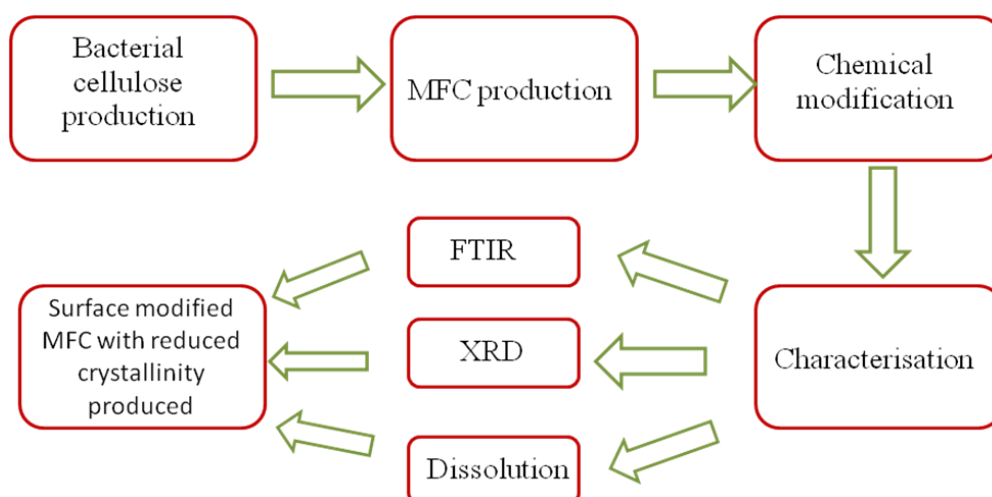 Bacterial
cellulose
production
MFC production
Chemical
modification
FTIR
XRD
Dissolution
Characterisation
Surface modified
MFC with reduced
crystallinity
produced